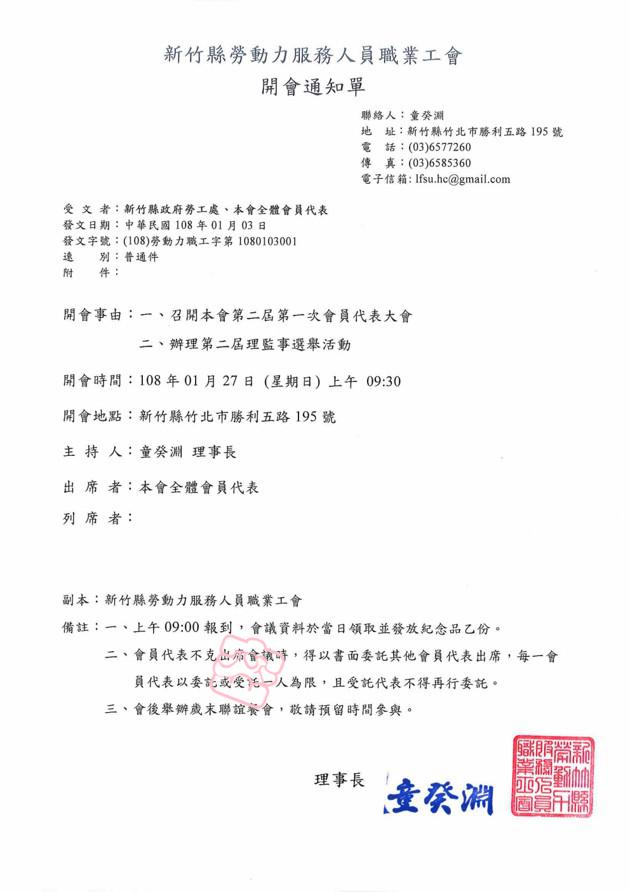 新竹縣勞動力服務人員職業工會
開會通知單
聯絡人：童癸淵
地　址：新竹縣竹北市勝利五路 195 號
電　話：(03)6577260
傳　真：(03)6585360
電子信箱: lfsu.hc@gmail.com
受 文 者：新竹縣政府勞工處、本會全體會員代表
發文日期：中華民國 108 年 01 月 03 日
發文字號：(108)勞動力職工字第 1080103001
速　　別：普通件
附　　件：
開會事由：一、召開本會第二屆第一次會員代表大會
二、辦理第二屆理監事選舉活動
開會時間：108 年 01 月 27 日 (星期日) 上午 09:30
開會地點：新竹縣竹北市勝利五路 195 號
主 持 人：童癸淵 理事長
出 席 者：本會全體會員代表
列 席 者：
副本：新竹縣勞動力服務人員職業工會
備註：一、上午 09:00 報到，會議資料於當日領取並發放紀念品乙份。
二、會員代表不克出席會議時，得以書面委託其他會員代表出席，每一會
員代表以委託或受託一人為限，且受託代表不得再行委託。
三、會後舉辦歲末聯誼餐會，敬請預留時間參與。
理事長 童癸淵
新竹縣
勞動力
服務人員
職業工會